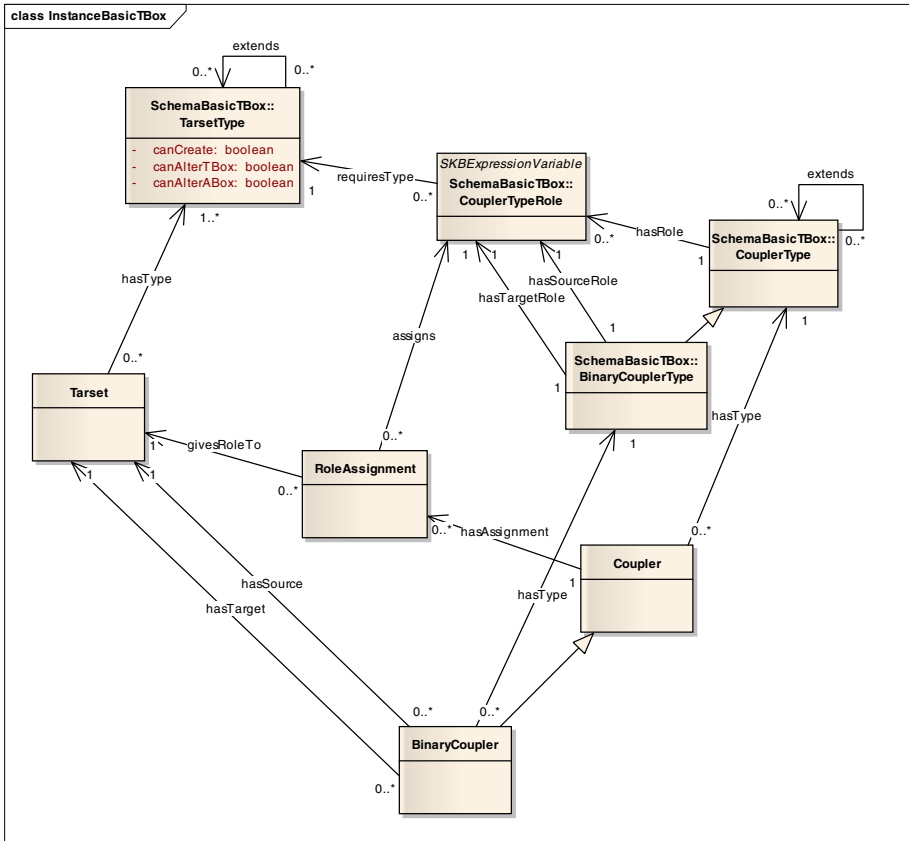 class InstanceBasicTBox
extends
0..*
0..*
SchemaBasicTBox::
TarsetType
- canCreate: boolean
- canAlterTBox: boolean
- canAlterABox: boolean
1..*
1
requiresType
0..*
SKBExpressionVariable
SchemaBasicTBox::
CouplerTypeRole
extends
0..*
0..*
SchemaBasicTBox::
CouplerType
hasRole
0..*
1
1
1
1
1
hasSourceRole
hasTargetRole
1
1
SchemaBasicTBox::
BinaryCouplerType
1
hasType
0..*
assigns
0..*
hasType
0..*
Tarset
1
1
1
givesRoleTo
0..*
RoleAssignment
0..*
hasAssignment
1
Coupler
hasSource
hasTarget
hasType
0..*
0..*
0..*
BinaryCoupler